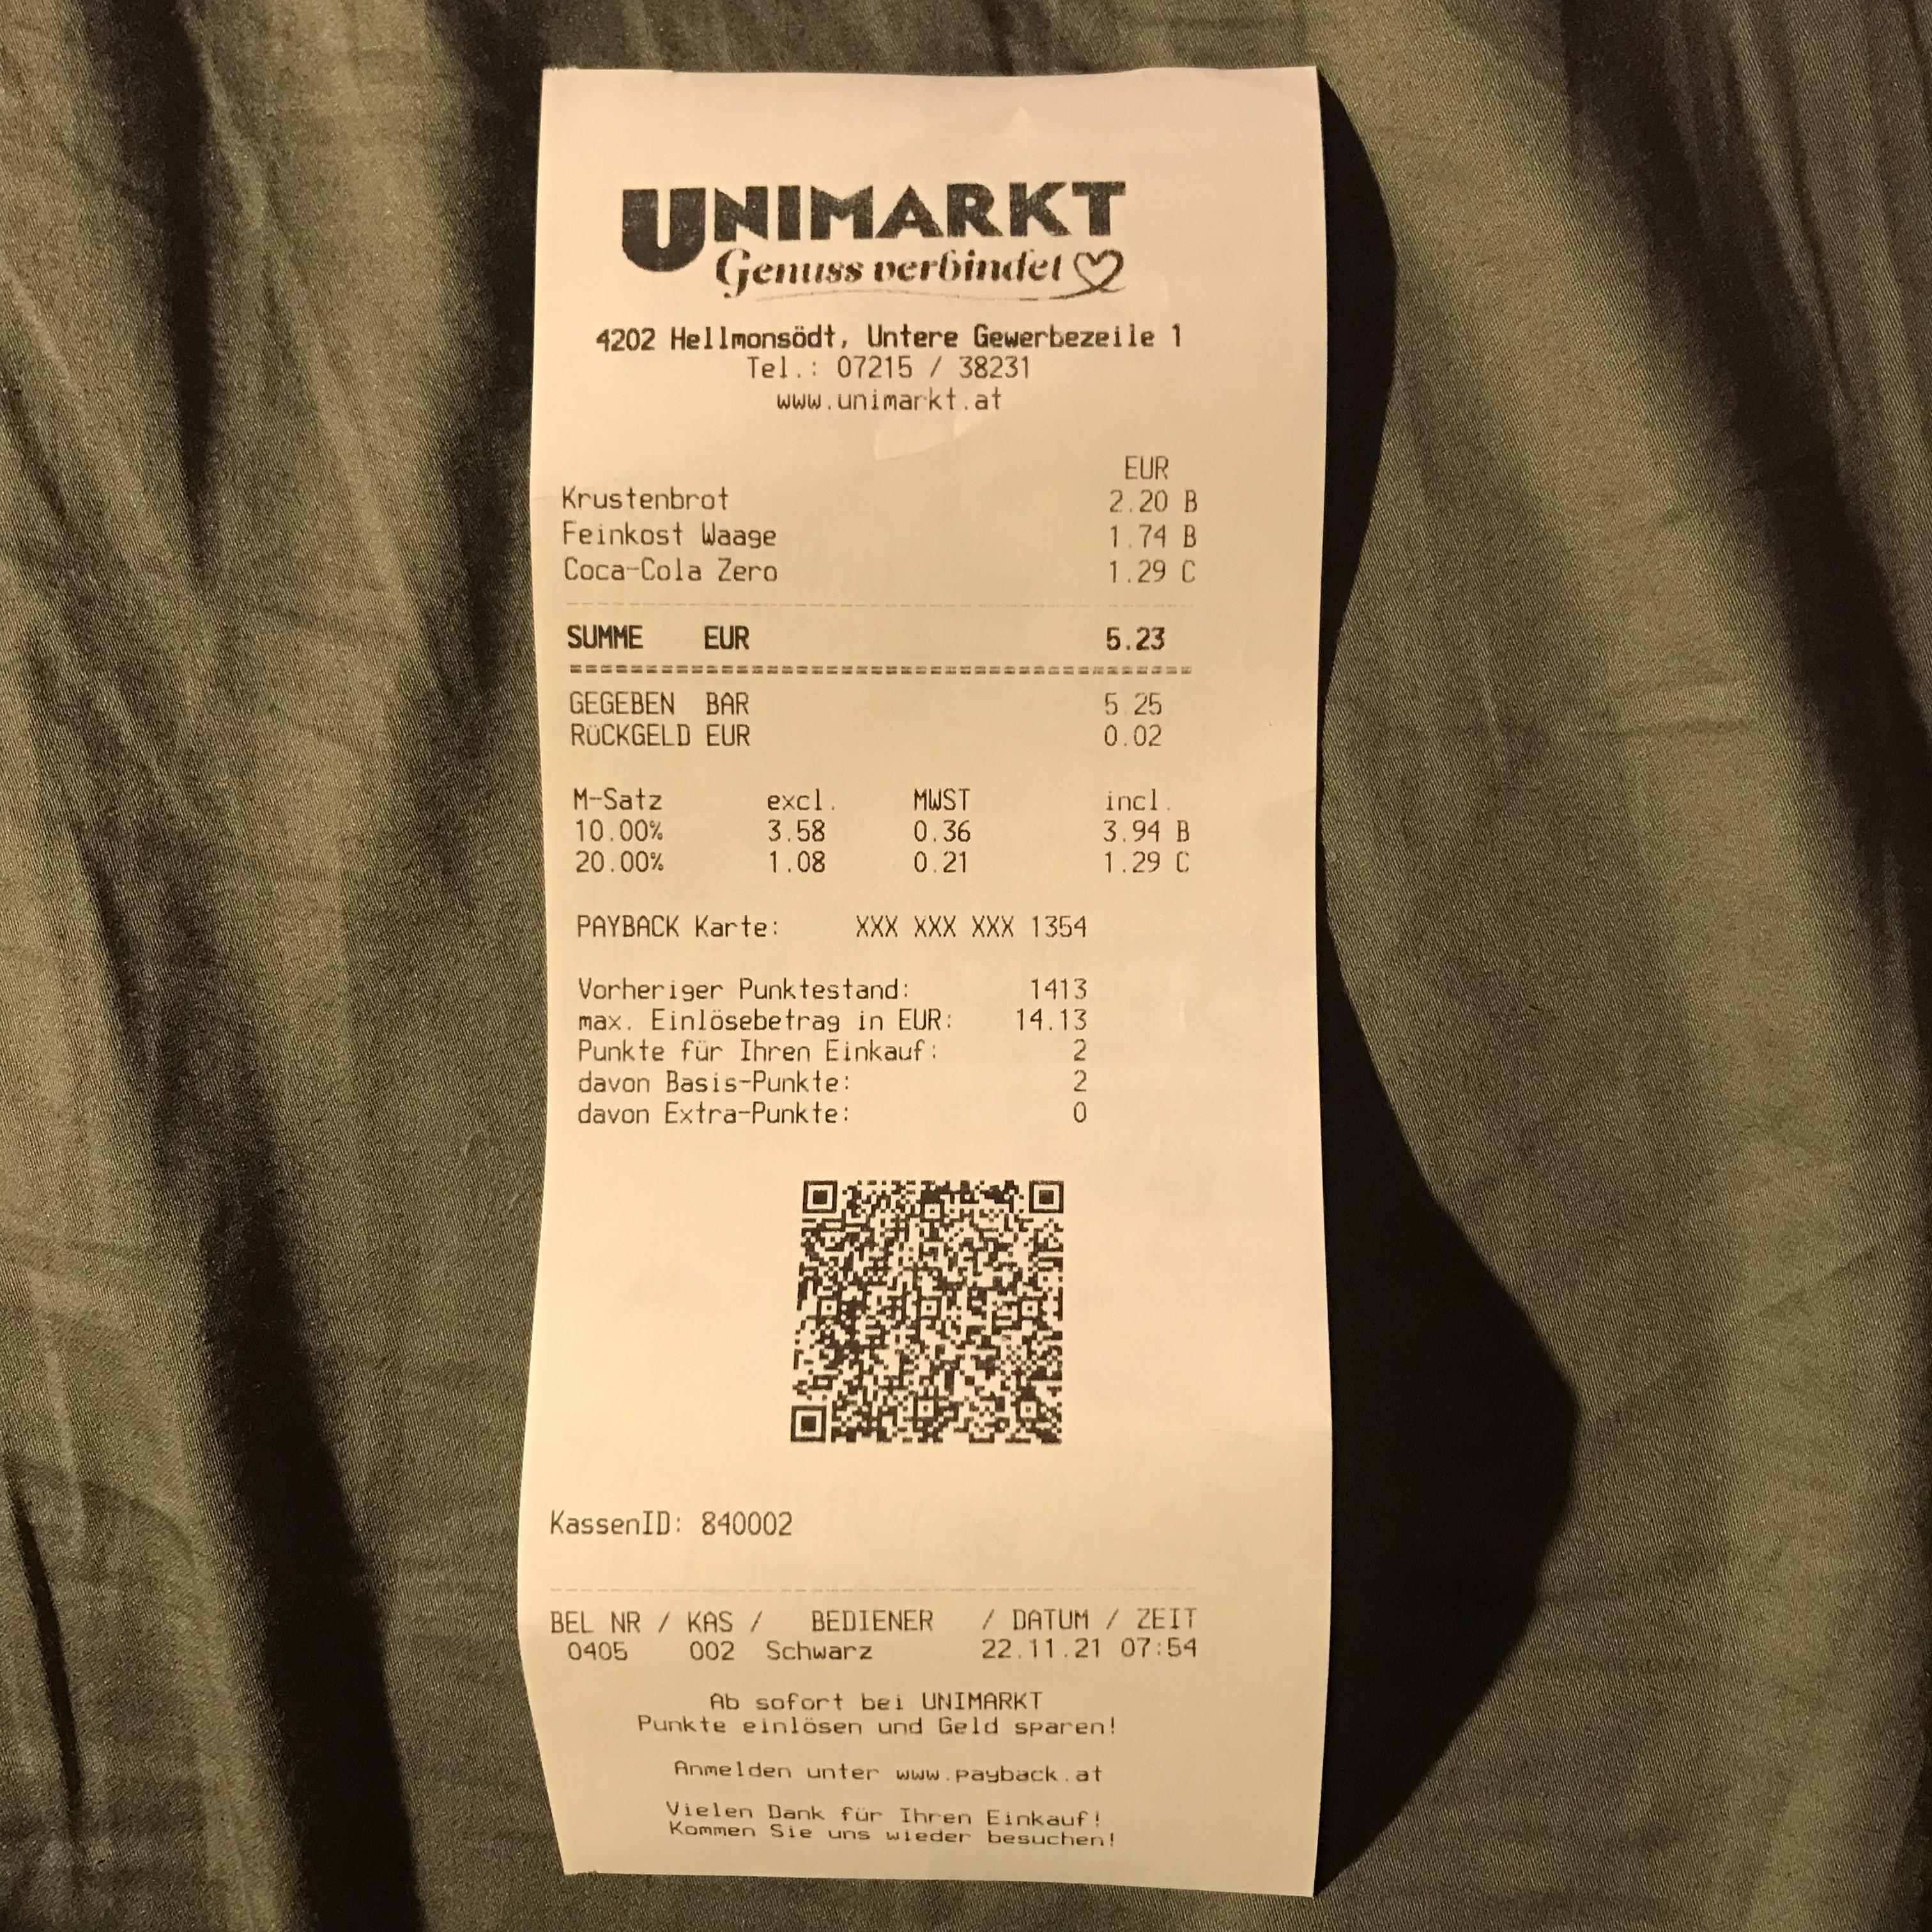 UNIMARKT
Genuss verbindet
4202 Hellmonsödt, Untere Gewerbezeile 1
Tel.: 07215 / 38231
www.unimarkt.at
EUR
Krustenbrot 2.20 B
Feinkost Waage 1.74 B
Coca-Cola Zero 1.29 C
SUMME EUR 5.23
GEGEBEN BAR 5.25
RÜCKGELD EUR 0.02
M-Satz excl. MWST incl.
10.00% 3.58 0.36 3.94 B
20.00% 1.08 0.21 1.29 C
PAYBACK Karte: XXX XXX XXX 1354
Vorheriger Punktestand: 1413
max. Einlösebetrag in EUR: 14.13
Punkte für Ihren Einkauf: 2
davon Basis-Punkte: 2
davon Extra-Punkte: 0
KassenID: 840002
BEL NR / KAS / BEDIENER / DATUM / ZEIT
0405 002 Schwarz 22.11.21 07:54
Ab sofort bei UNIMARKT
Punkte einlösen und Geld sparen!
Anmelden unter www.payback.at
Vielen Dank für Ihren Einkauf!
Kommen Sie uns wieder besuchen!